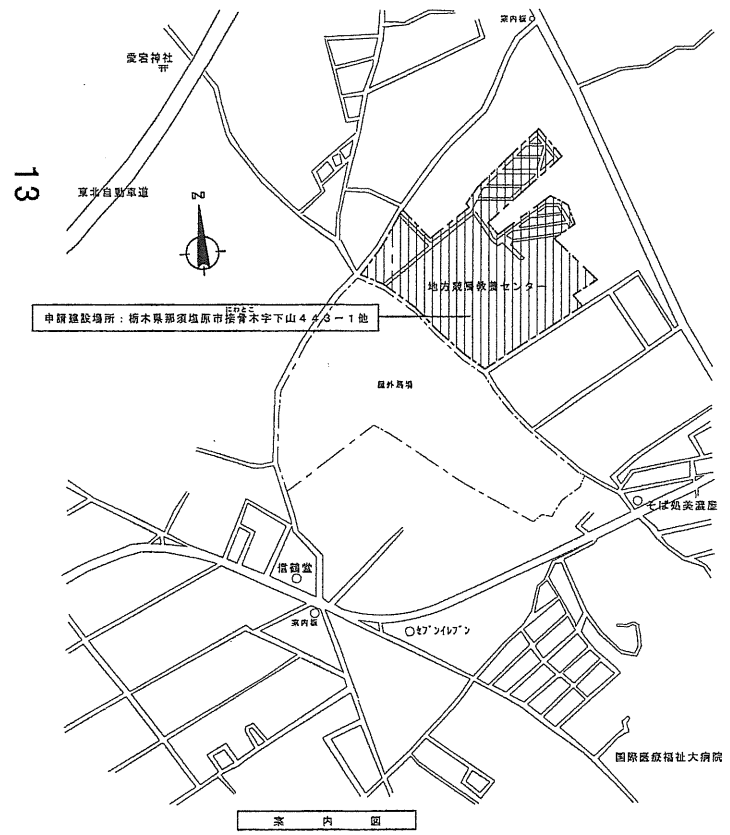 案内板
愛宕神社
13
東北自動車道
N
地方競馬教養センター
にわとこ
申請建設場所：栃木県那須塩原市接骨木字下山443－1他
屋外馬場
そば処美濃屋
信鶴堂
案内板
セブンイレブン
国際医療福祉大病院
案内図